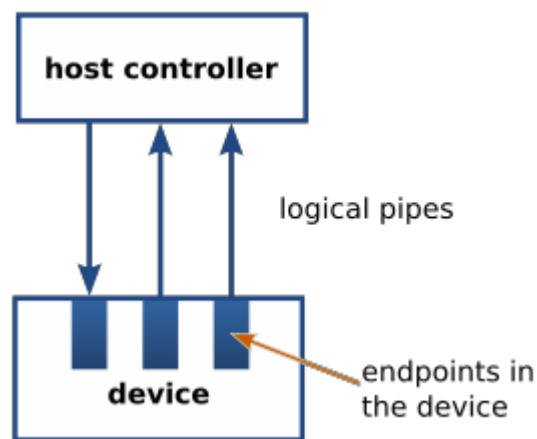 host controller
logical pipes
endpoints in
the device
device